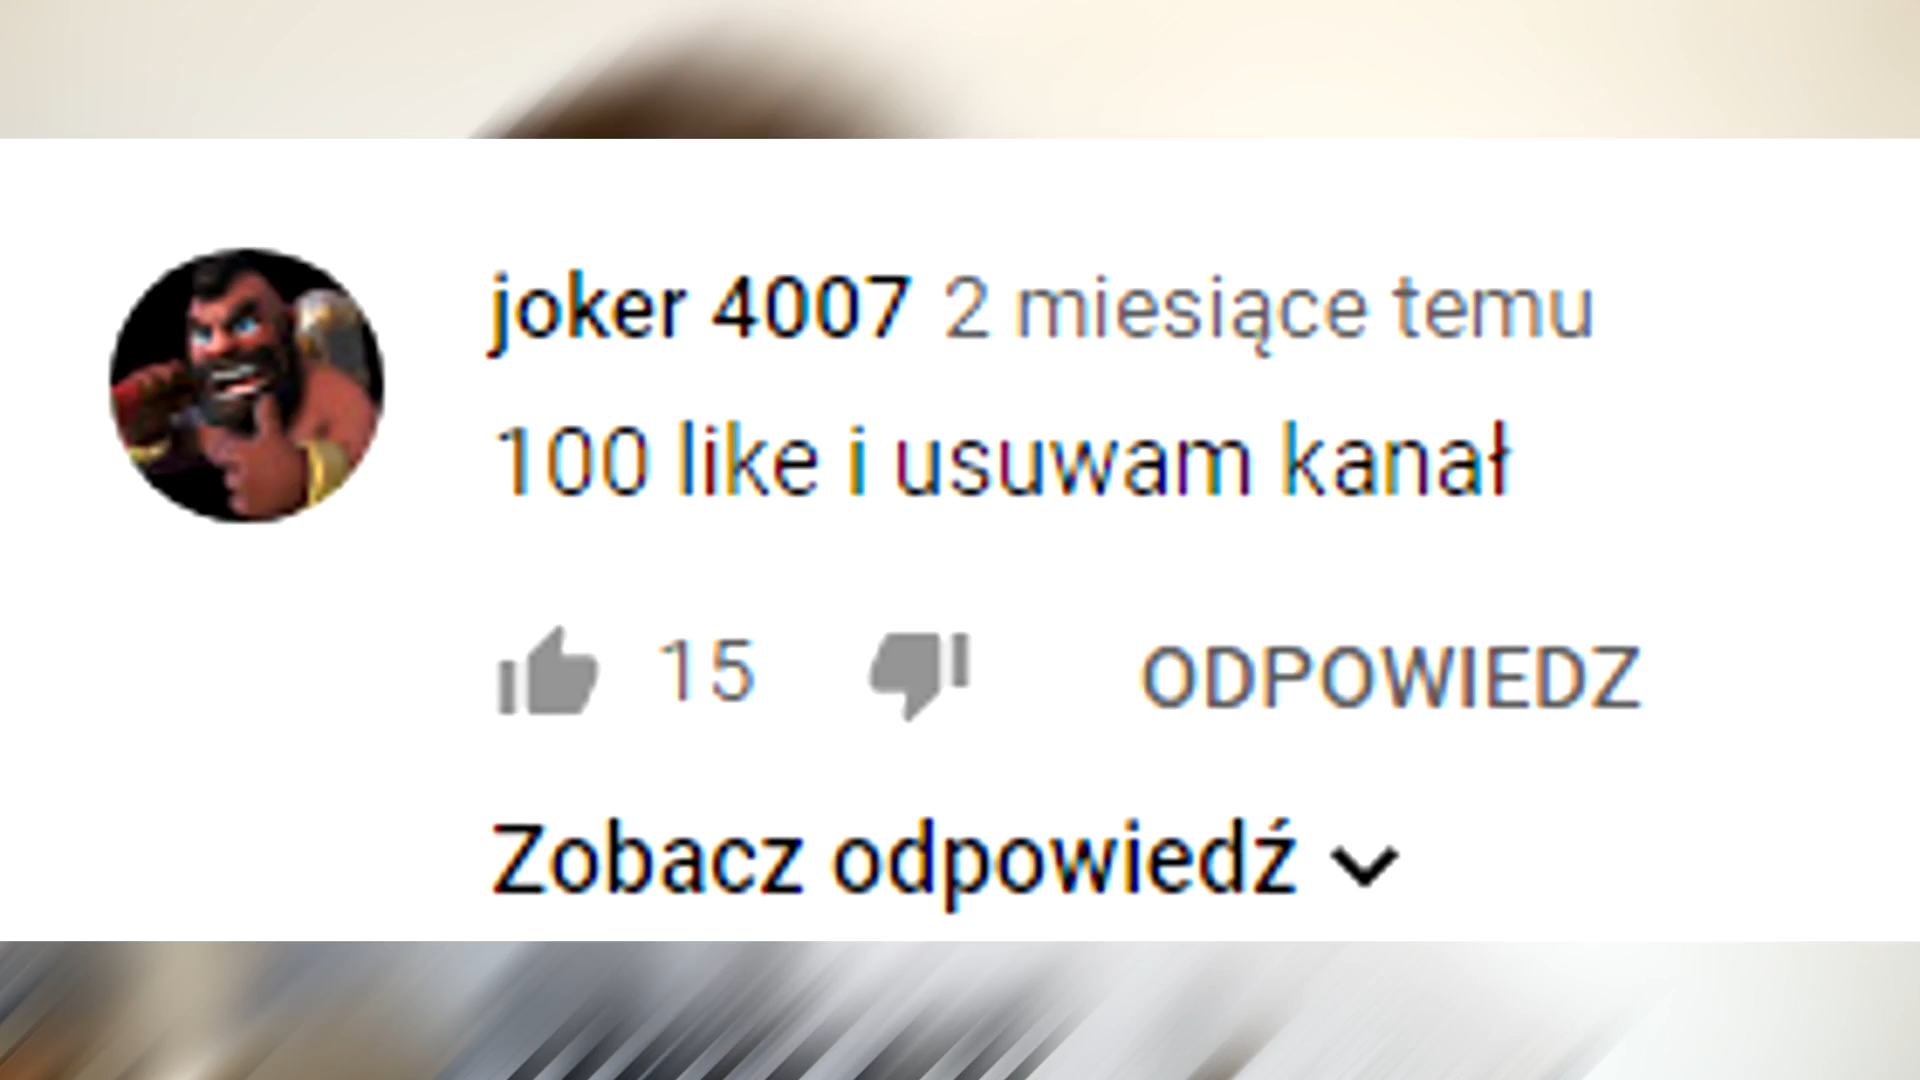 joker 4007 2 miesiące temu
100 like i usuwam kanał
15 ODPOWIEDZ
Zobacz odpowiedź